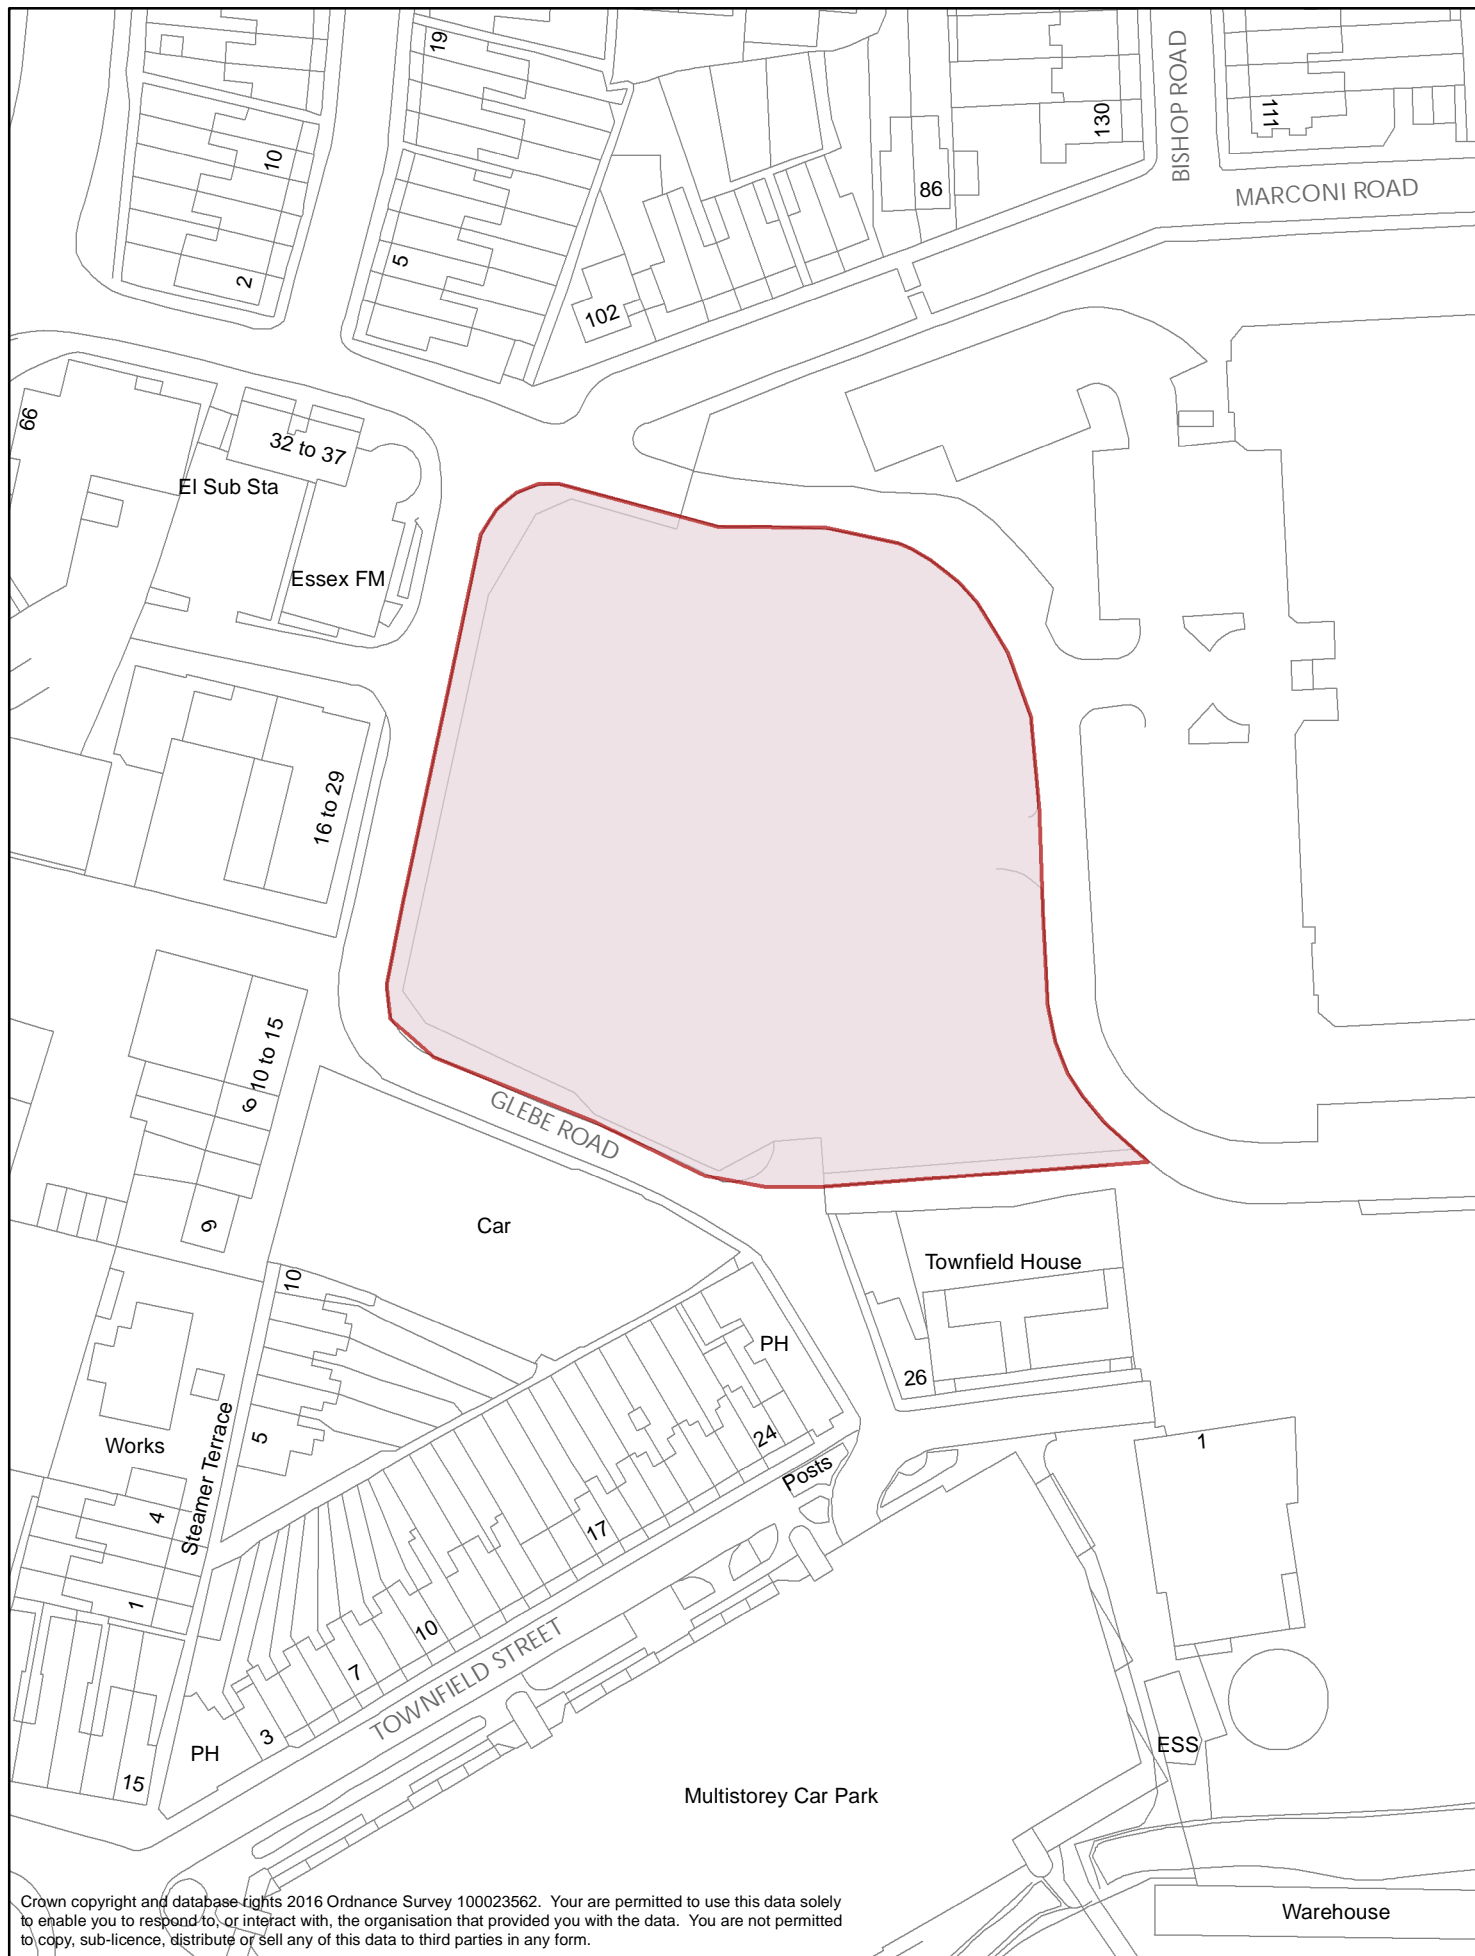 19
BISHOP ROAD
130
111
10
86
MARCONI ROAD
5
2
102
66
32 to 37
El Sub Sta
Essex FM
16 to 29
10 to 15
9
GLEBE ROAD
6
Car
10
Townfield House
PH
26
5
24
1
Works
Steamer Terrace
Posts
4
17
1
10
7
TOWNFIELD STREET
3
PH
ESS
15
Multistorey Car Park
Crown copyright and database rights 2016 Ordnance Survey 100023562.  Your are permitted to use this data solely
to enable you to respond to, or interact with, the organisation that provided you with the data.  You are not permitted
to copy, sub-licence, distribute or sell any of this data to third parties in any form.
Warehouse